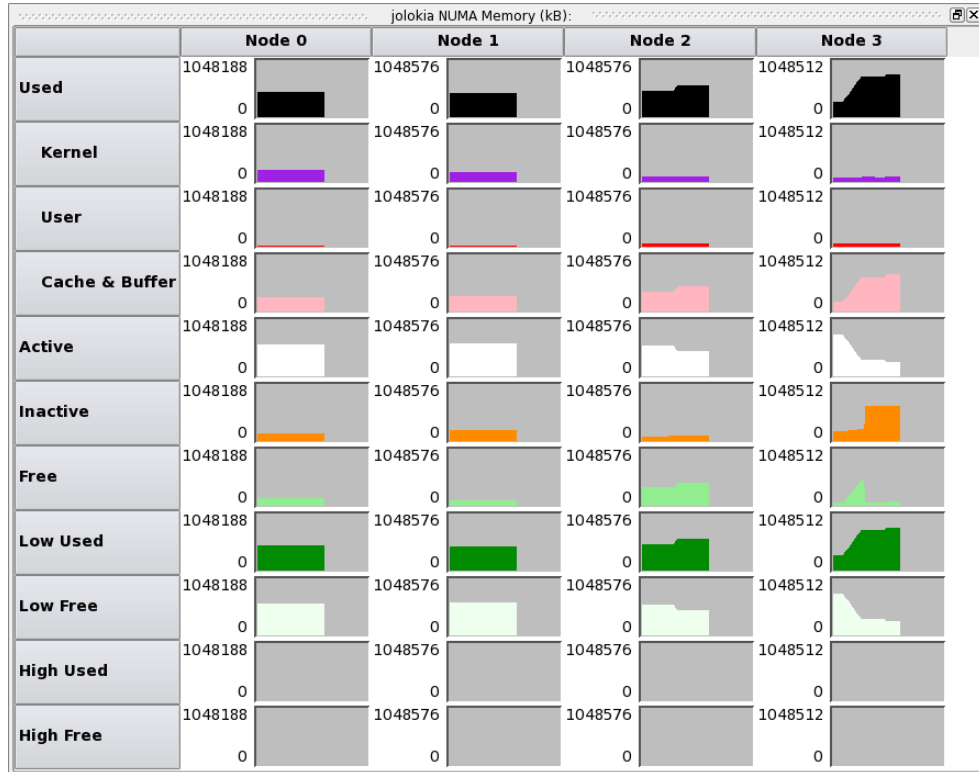 jolokia NUMA Memory (kB):
Node 0 Node 1 Node 2 Node 3
1048188 1048576 1048576 1048512
Used
0 0 0 0
1048188 1048576 1048576 1048512
Kernel
0 0 0 0
1048188 1048576 1048576 1048512
User
0 0 0 0
1048188 1048576 1048576 1048512
Cache & Buffer
0 0 0 0
1048188 1048576 1048576 1048512
Active
0 0 0 0
1048188 1048576 1048576 1048512
Inactive
0 0 0 0
1048188 1048576 1048576 1048512
Free
0 0 0 0
1048188 1048576 1048576 1048512
Low Used
0 0 0 0
1048188 1048576 1048576 1048512
Low Free
0 0 0 0
1048188 1048576 1048576 1048512
High Used
0 0 0 0
1048188 1048576 1048576 1048512
High Free
0 0 0 0